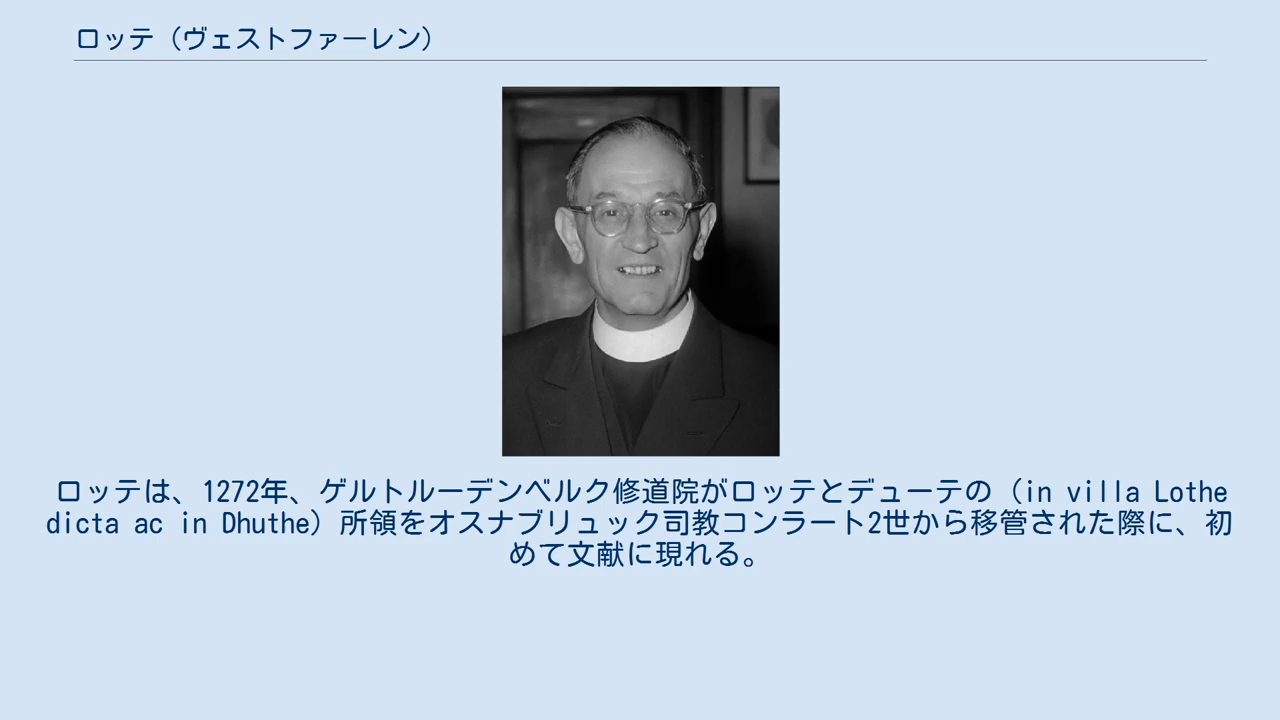 ロッテ（ヴェストファーレン）
ロッテは、1272年、ゲルトルーデンベルク修道院がロッテとデューテの（in villa Lothe
dicta ac in Dhuthe）所領をオスナブリュック司教コンラート2世から移管された際に、初
めて文献に現れる。